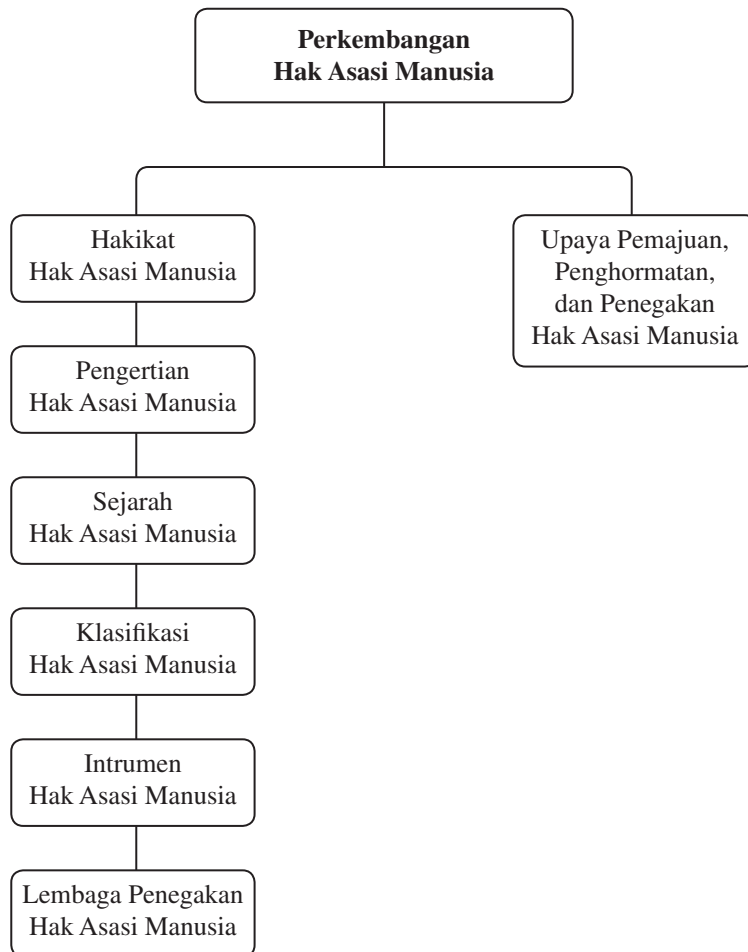 Perkembangan
Hak Asasi Manusia
Hakikat
Hak Asasi Manusia
Upaya Pemajuan,
Penghormatan,
dan Penegakan
Hak Asasi Manusia
Pengertian
Hak Asasi Manusia
Sejarah
Hak Asasi Manusia
Klasifikasi
Hak Asasi Manusia
Intrumen
Hak Asasi Manusia
Lembaga Penegakan
Hak Asasi Manusia